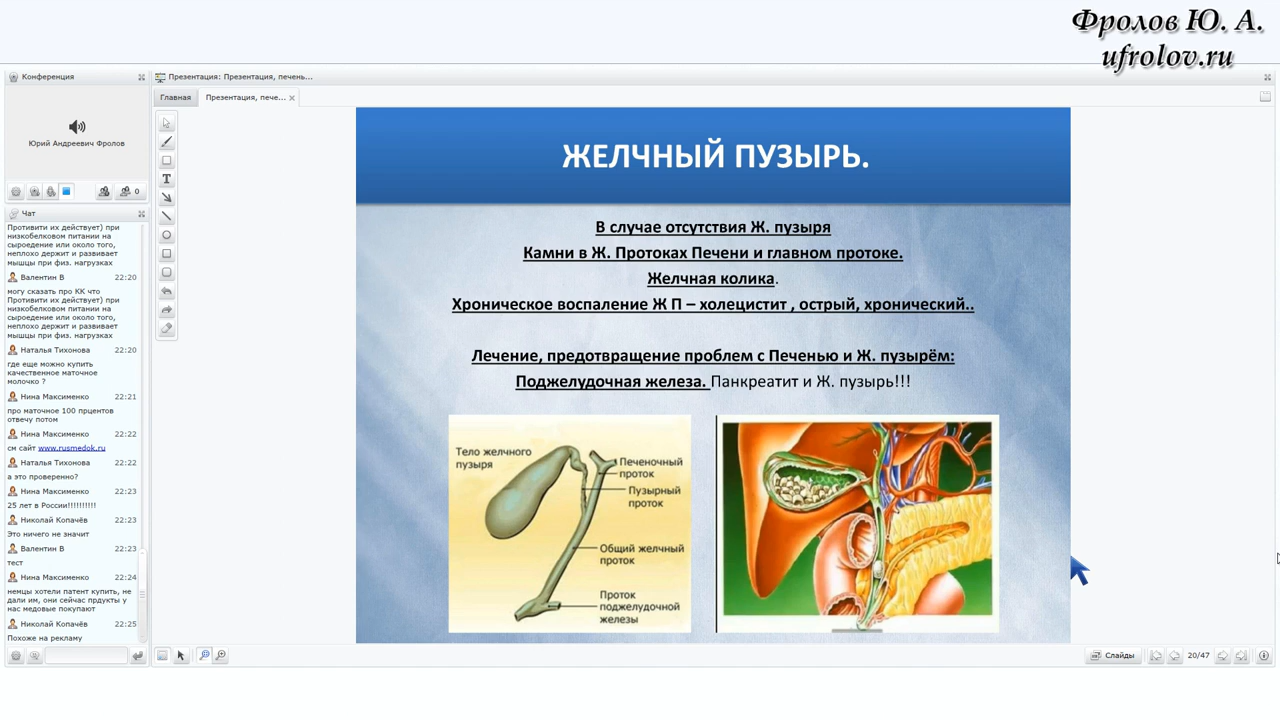 Фролов Ю. А.
ufrolov.ru
Конференция
Юрий Андреевич Фролов
0
Чат
Противити их действует) при
низкобелковом питании на
сыроедение или около того,
неплохо держит и развивает
мышцы при физ. нагрузках
Валентин В 22:20
могу сказать про КК что
Противити их действует) при
низкобелковом питании на
сыроедение или около того,
неплохо держит и развивает
мышцы при физ. нагрузках
Наталья Тихонова 22:20
где еще можно купить
качественное маточное
молочко ?
Нина Максименко 22:21
про маточное 100 прцентов
отвечу потом
Нина Максименко 22:22
см сайт www.rusmedok.ru
Наталья Тихонова 22:22
а это проверенно?
Нина Максименко 22:23
25 лет в России!!!!!!!!!!
Николай Копачёв 22:23
Это ничего не значит
Валентин В 22:23
тест
Нина Максименко 22:24
немцы хотели патент купить, не
дали им, они сейчас прдукты у
нас медовые покупают
Николай Копачёв 22:25
Похоже на рекламу
Презентация: Презентация, печень...
Главная
Презентация, пече...
T
ЖЕЛЧНЫЙ ПУЗЫРЬ.
В случае отсутствия Ж. пузыря
Камни в Ж. Протоках Печени и главном протоке.
Желчная колика.
Хроническое воспаление Ж П – холецистит , острый, хронический..
Лечение, предотвращение проблем с Печенью и Ж. пузырём:
Поджелудочная железа. Панкреатит и Ж. пузырь!!!
Тело желчного
пузыря
Печеночный
проток
Пузырный
проток
Общий желчный
проток
Проток
поджелудочной
железы
Слайды
20/47